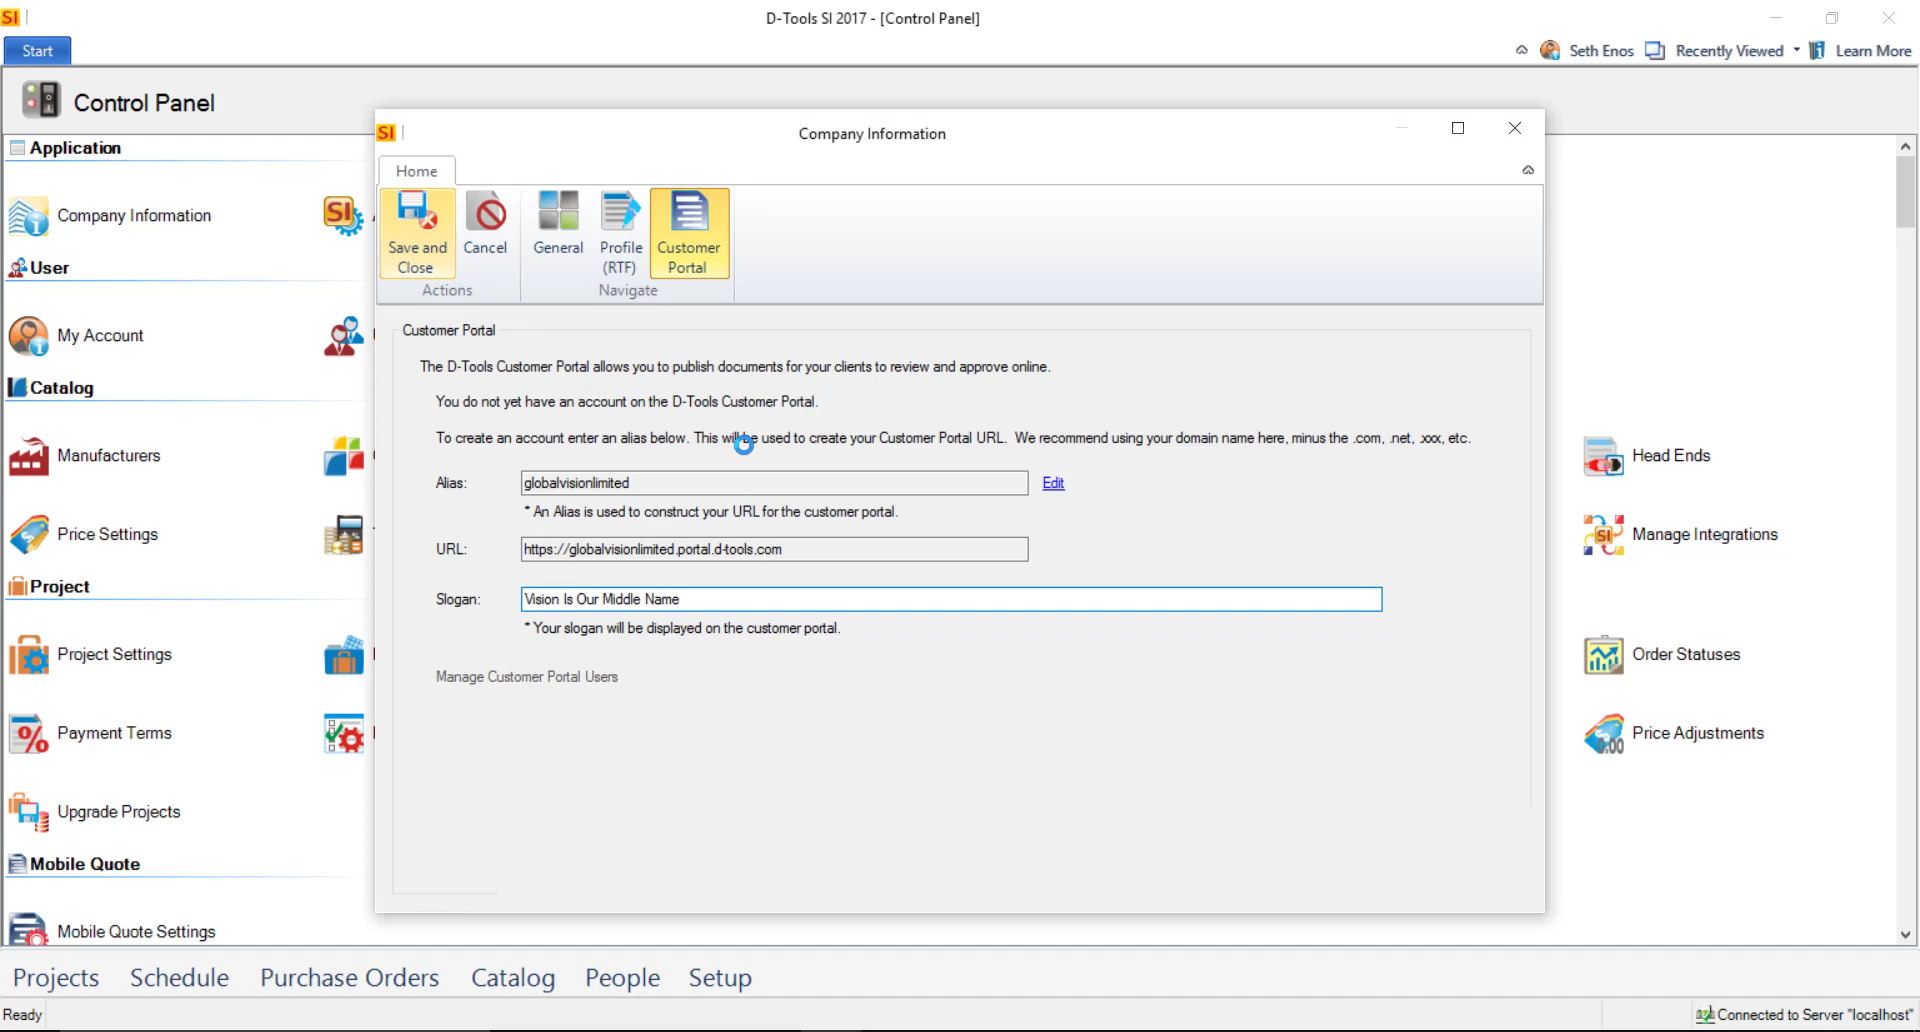 SI
D-Tools SI 2017 - [Control Panel]
Start
Seth Enos
Recently Viewed
Learn More
Control Panel
Application
Company Information
SI
User
My Account
Catalog
Manufacturers
Price Settings
Project
Project Settings
Payment Terms
Upgrade Projects
Mobile Quote
Mobile Quote Settings
SI
Company Information
Home
Save and
Close
Cancel
General
Profile
(RTF)
Customer
Portal
Actions
Navigate
Customer Portal
The D-Tools Customer Portal allows you to publish documents for your clients to review and approve online.
You do not yet have an account on the D-Tools Customer Portal.
To create an account enter an alias below. This will be used to create your Customer Portal URL.  We recommend using your domain name here, minus the .com, .net, .xxx, etc.
Alias:
globalvisionlimited
Edit
* An Alias is used to construct your URL for the customer portal.
URL:
https://globalvisionlimited.portal.d-tools.com
Slogan:
Vision Is Our Middle Name
* Your slogan will be displayed on the customer portal.
Manage Customer Portal Users
Head Ends
SI
Manage Integrations
Order Statuses
0.00
Price Adjustments
Projects
Schedule
Purchase Orders
Catalog
People
Setup
Ready
Connected to Server "localhost"